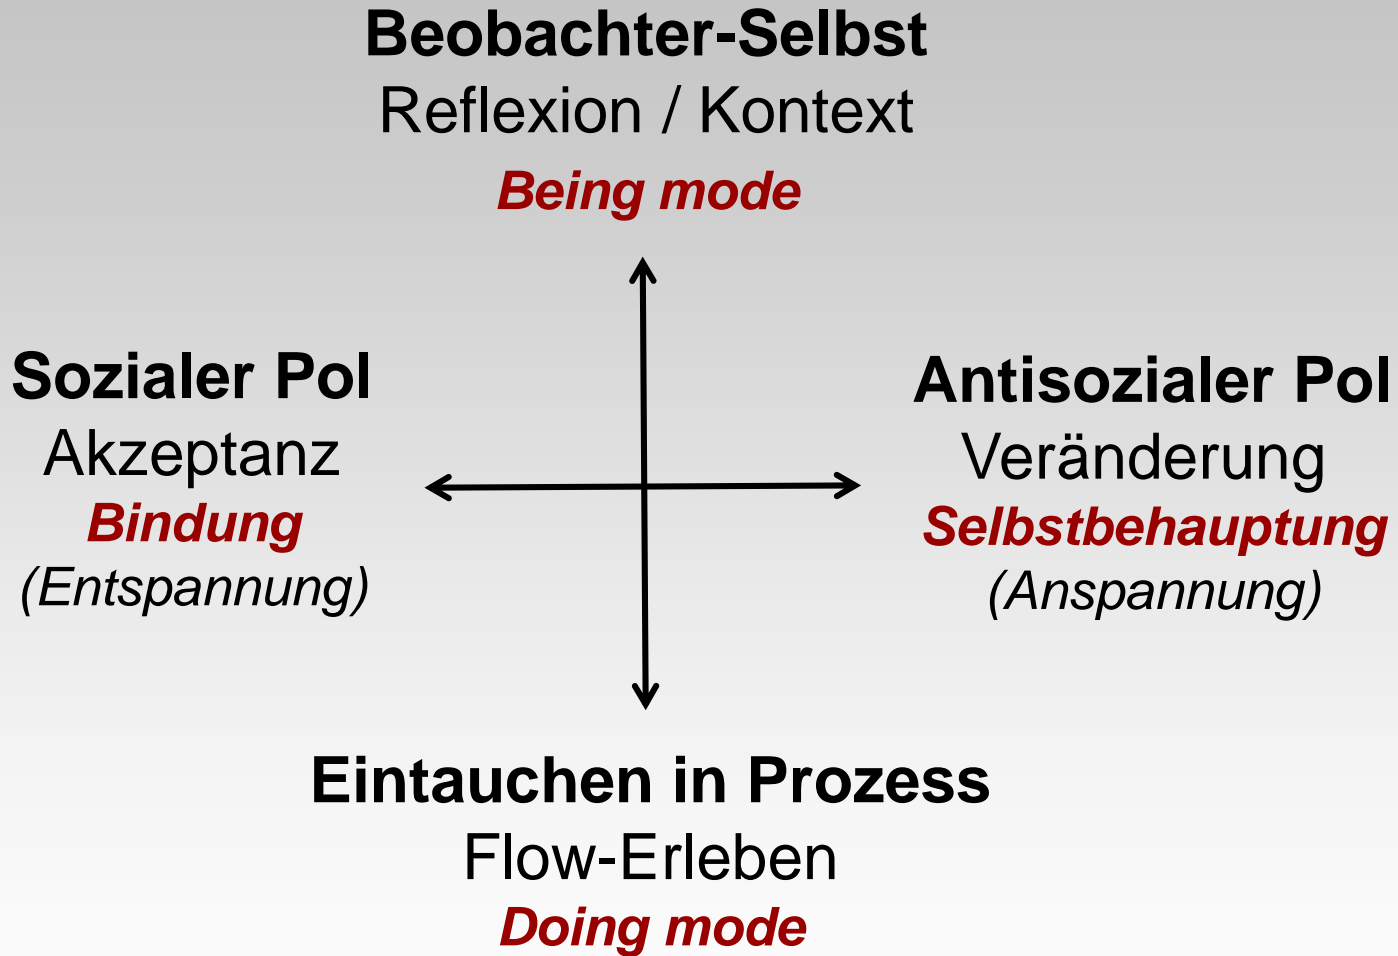 Beobachter-Selbst
Reflexion / Kontext
Being mode
Sozialer Pol
Akzeptanz
Bindung
(Entspannung)
Antisozialer Pol
Veränderung
Selbstbehauptung
(Anspannung)
Eintauchen in Prozess
Flow-Erleben
Doing mode